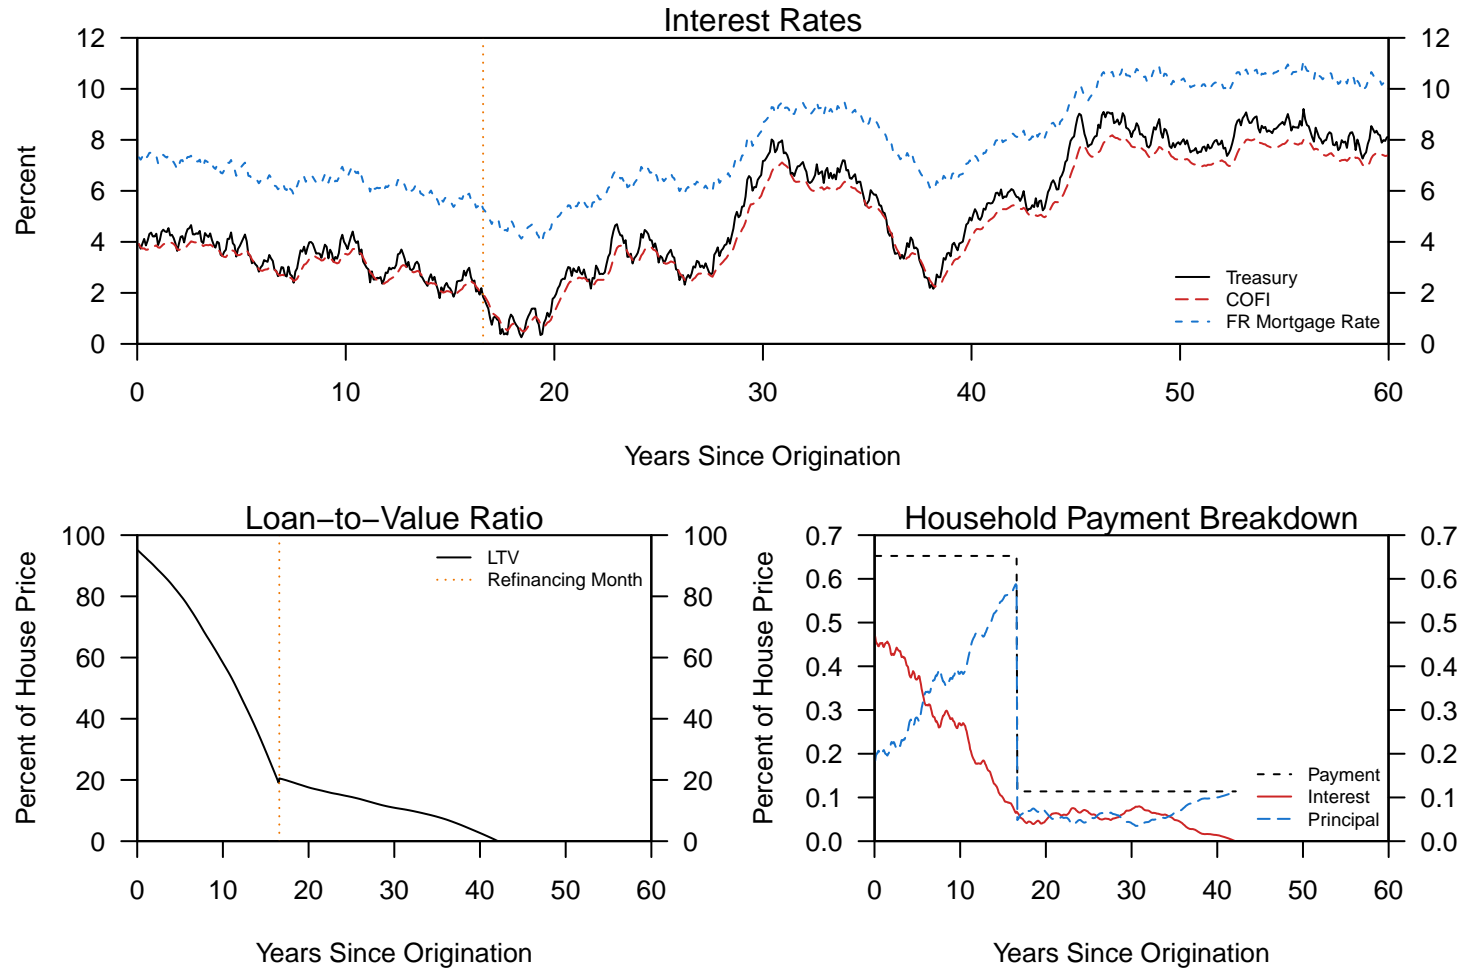 Interest Rates
12 12
10 10
8 8
6 6
4 4
2 2
0 0
Percent
Treasury
COFI
FR Mortgage Rate
0 10 20 30 40 50 60
Years Since Origination
Loan−to−Value Ratio
100 100
80 80
60 60
40 40
20 20
0 0
Percent of House Price
LTV
Refinancing Month
0 10 20 30 40 50 60
Years Since Origination
Household Payment Breakdown
0.7 0.7
0.6 0.6
0.5 0.5
0.4 0.4
0.3 0.3
0.2 0.2
0.1 0.1
0.0 0.0
Percent of House Price
Payment
Interest
Principal
0 10 20 30 40 50 60
Years Since Origination